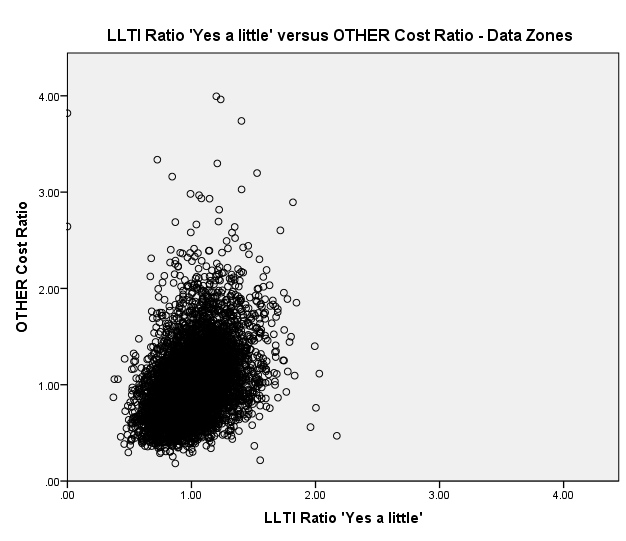 LLTI Ratio 'Yes a little' versus OTHER Cost Ratio - Data Zones
OTHER Cost Ratio
4.00
3.00
2.00
1.00
.00
.00 1.00 2.00 3.00 4.00
LLTI Ratio 'Yes a little'